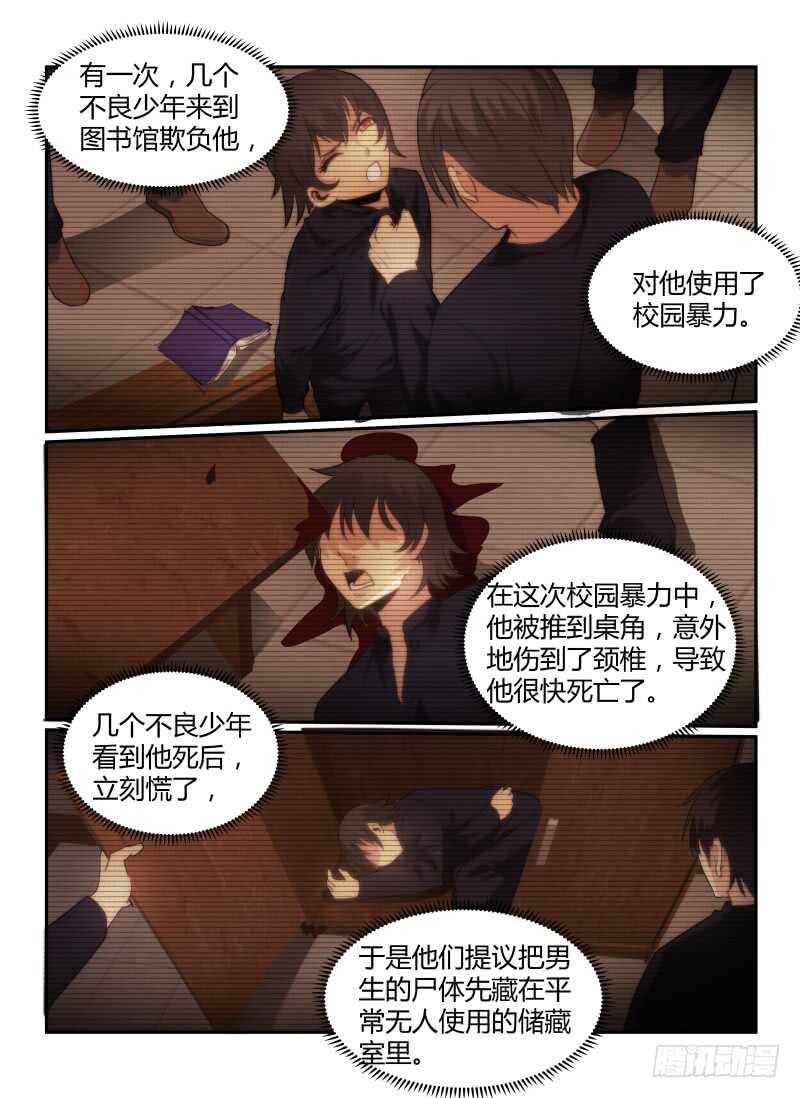 有一次，几个
不良少年来到
图书馆欺负他，
对他使用了
校园暴力。
在这次校园暴力中，
他被推到桌角，意外
地伤到了颈椎，导致
他很快死亡了。
几个不良少年
看到他死后，
立刻慌了，
于是他们提议把男
生的尸体先藏在平
常无人使用的储藏
室里。
腾讯动漫